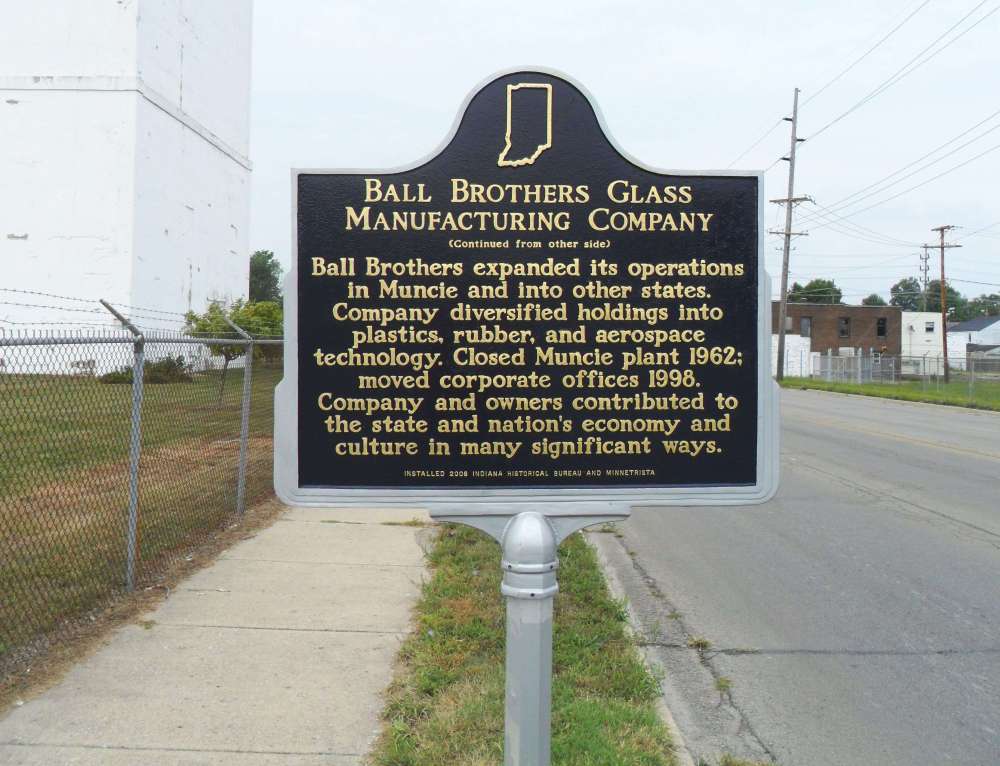 BALL BROTHERS GLASS
MANUFACTURING COMPANY
(Continued from other side)
Ball Brothers expanded its operations
in Muncie and into other states.
Company diversified holdings into
plastics, rubber, and aerospace
technology. Closed Muncie plant 1962;
moved corporate offices 1998.
Company and owners contributed to
the state and nation's economy and
culture in many significant ways.
INSTALLED 2008 INDIANA HISTORICAL BUREAU AND MINNETRISTA